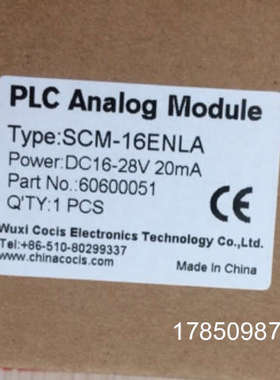 PLC Analog Module
Type:SCM-16ENLA
Power:DC16-28V 20mA
Part No.:60600051
Q'TY:1 PCS
CE
Wuxi Cocis Electronics Technology Co.,Ltd.
Tel:+86-510-80299337
www.chinacocis.com
Made In China
17850987